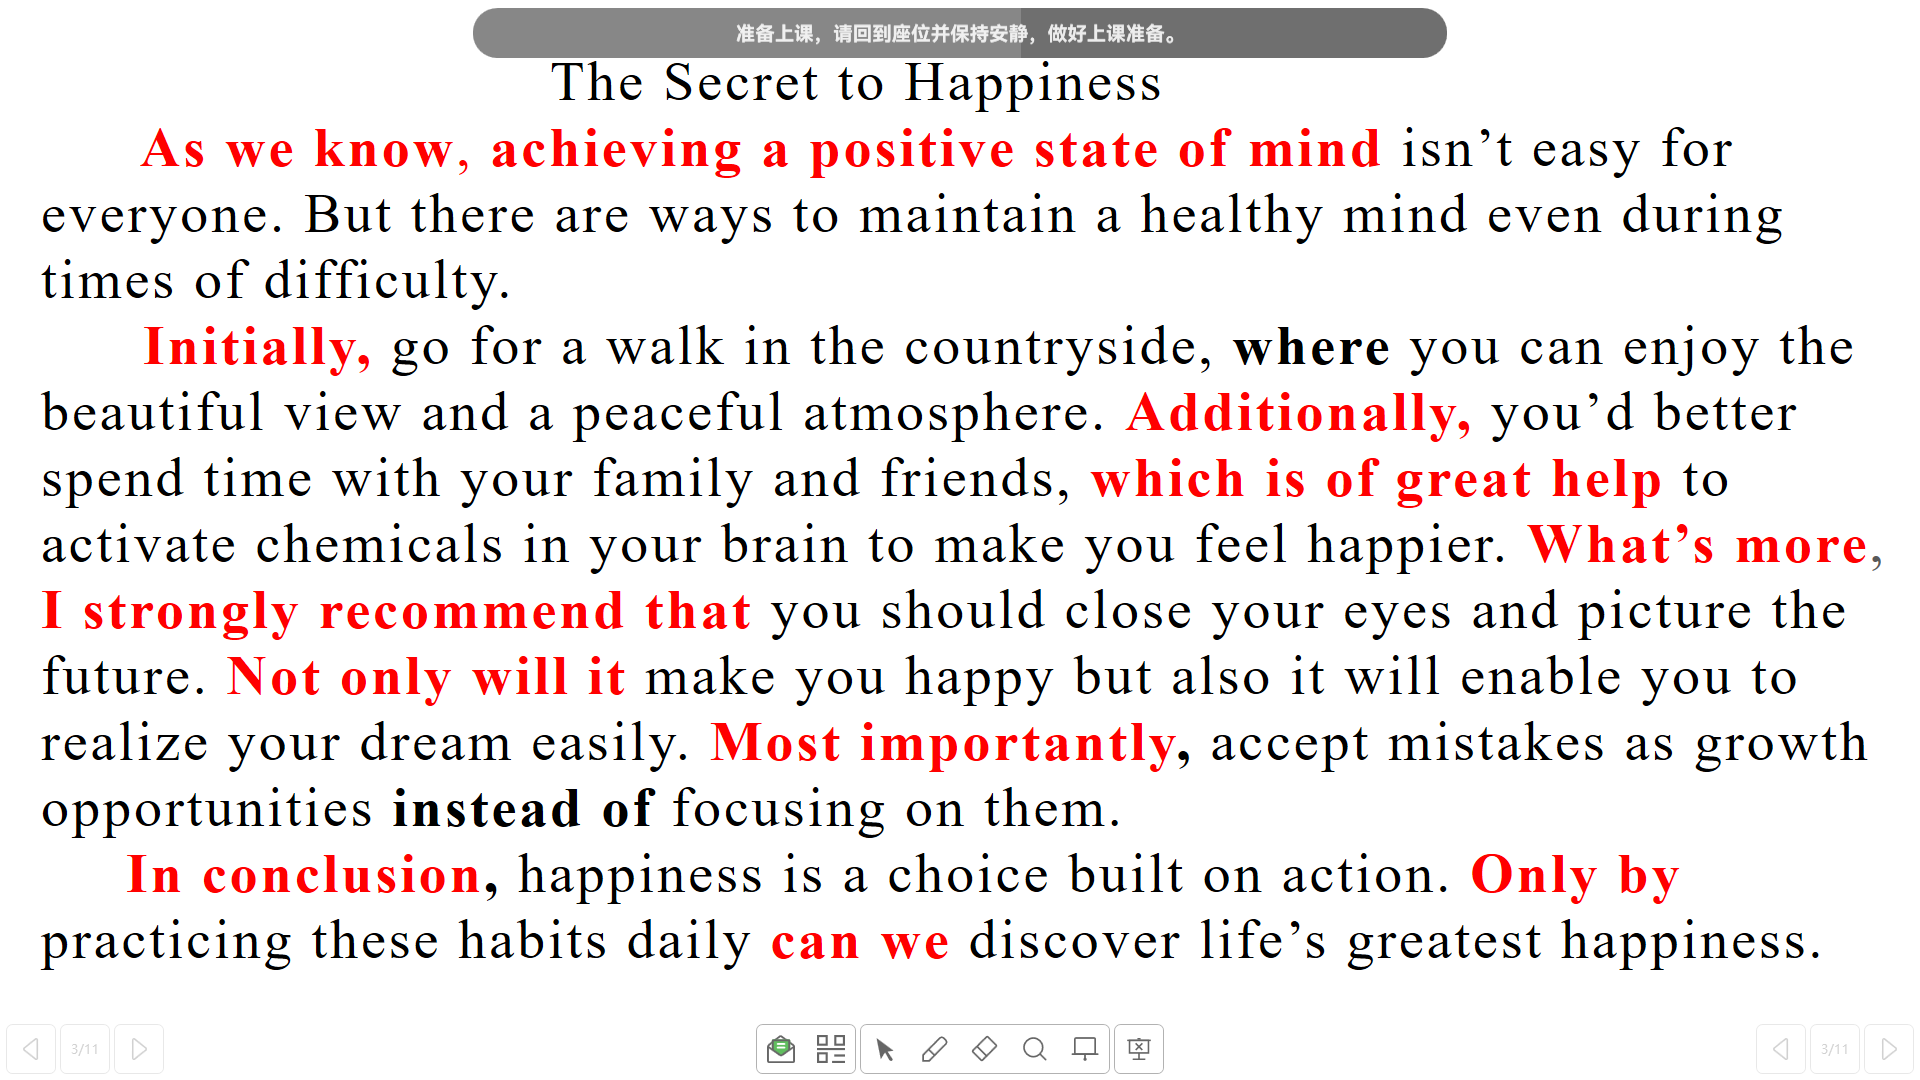 准备上课，请回到座位并保持安静，做好上课准备。
The Secret to Happiness
As we know, achieving a positive state of mind isn’t easy for
everyone. But there are ways to maintain a healthy mind even during
times of difficulty.
Initially, go for a walk in the countryside, where you can enjoy the
beautiful view and a peaceful atmosphere. Additionally, you’d better
spend time with your family and friends, which is of great help to
activate chemicals in your brain to make you feel happier. What’s more,
I strongly recommend that you should close your eyes and picture the
future. Not only will it make you happy but also it will enable you to
realize your dream easily. Most importantly, accept mistakes as growth
opportunities instead of focusing on them.
In conclusion, happiness is a choice built on action. Only by
practicing these habits daily can we discover life’s greatest happiness.
3/11
3/11